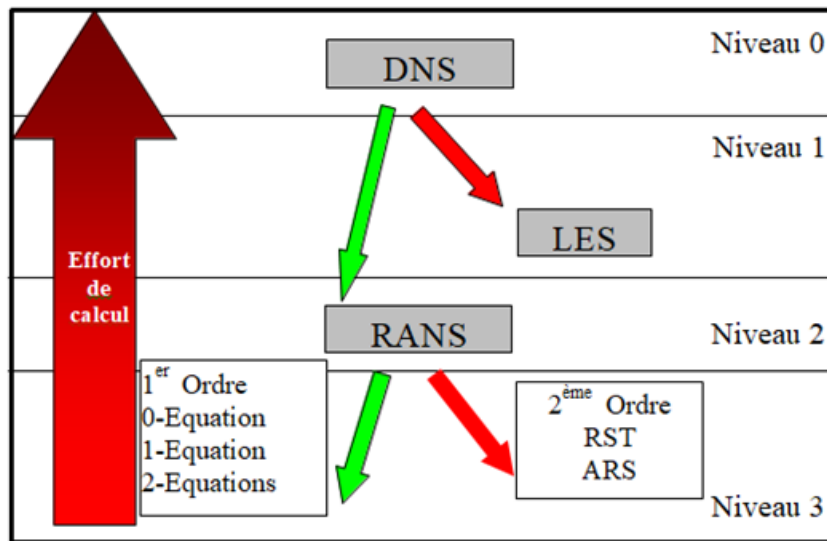 Niveau 0
DNS
Niveau 1
LES
Effort
de
calcul
RANS
Niveau 2
1er Ordre
0-Equation
1-Equation
2-Equations
2ème Ordre
RST
ARS
Niveau 3